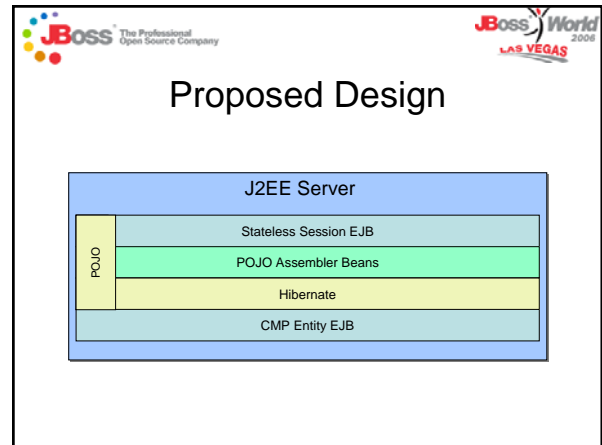 JBoss The Professional
Open Source Company
JBoss World
2006
LAS VEGAS
Proposed Design
J2EE Server
POJO
Stateless Session EJB
POJO Assembler Beans
Hibernate
CMP Entity EJB